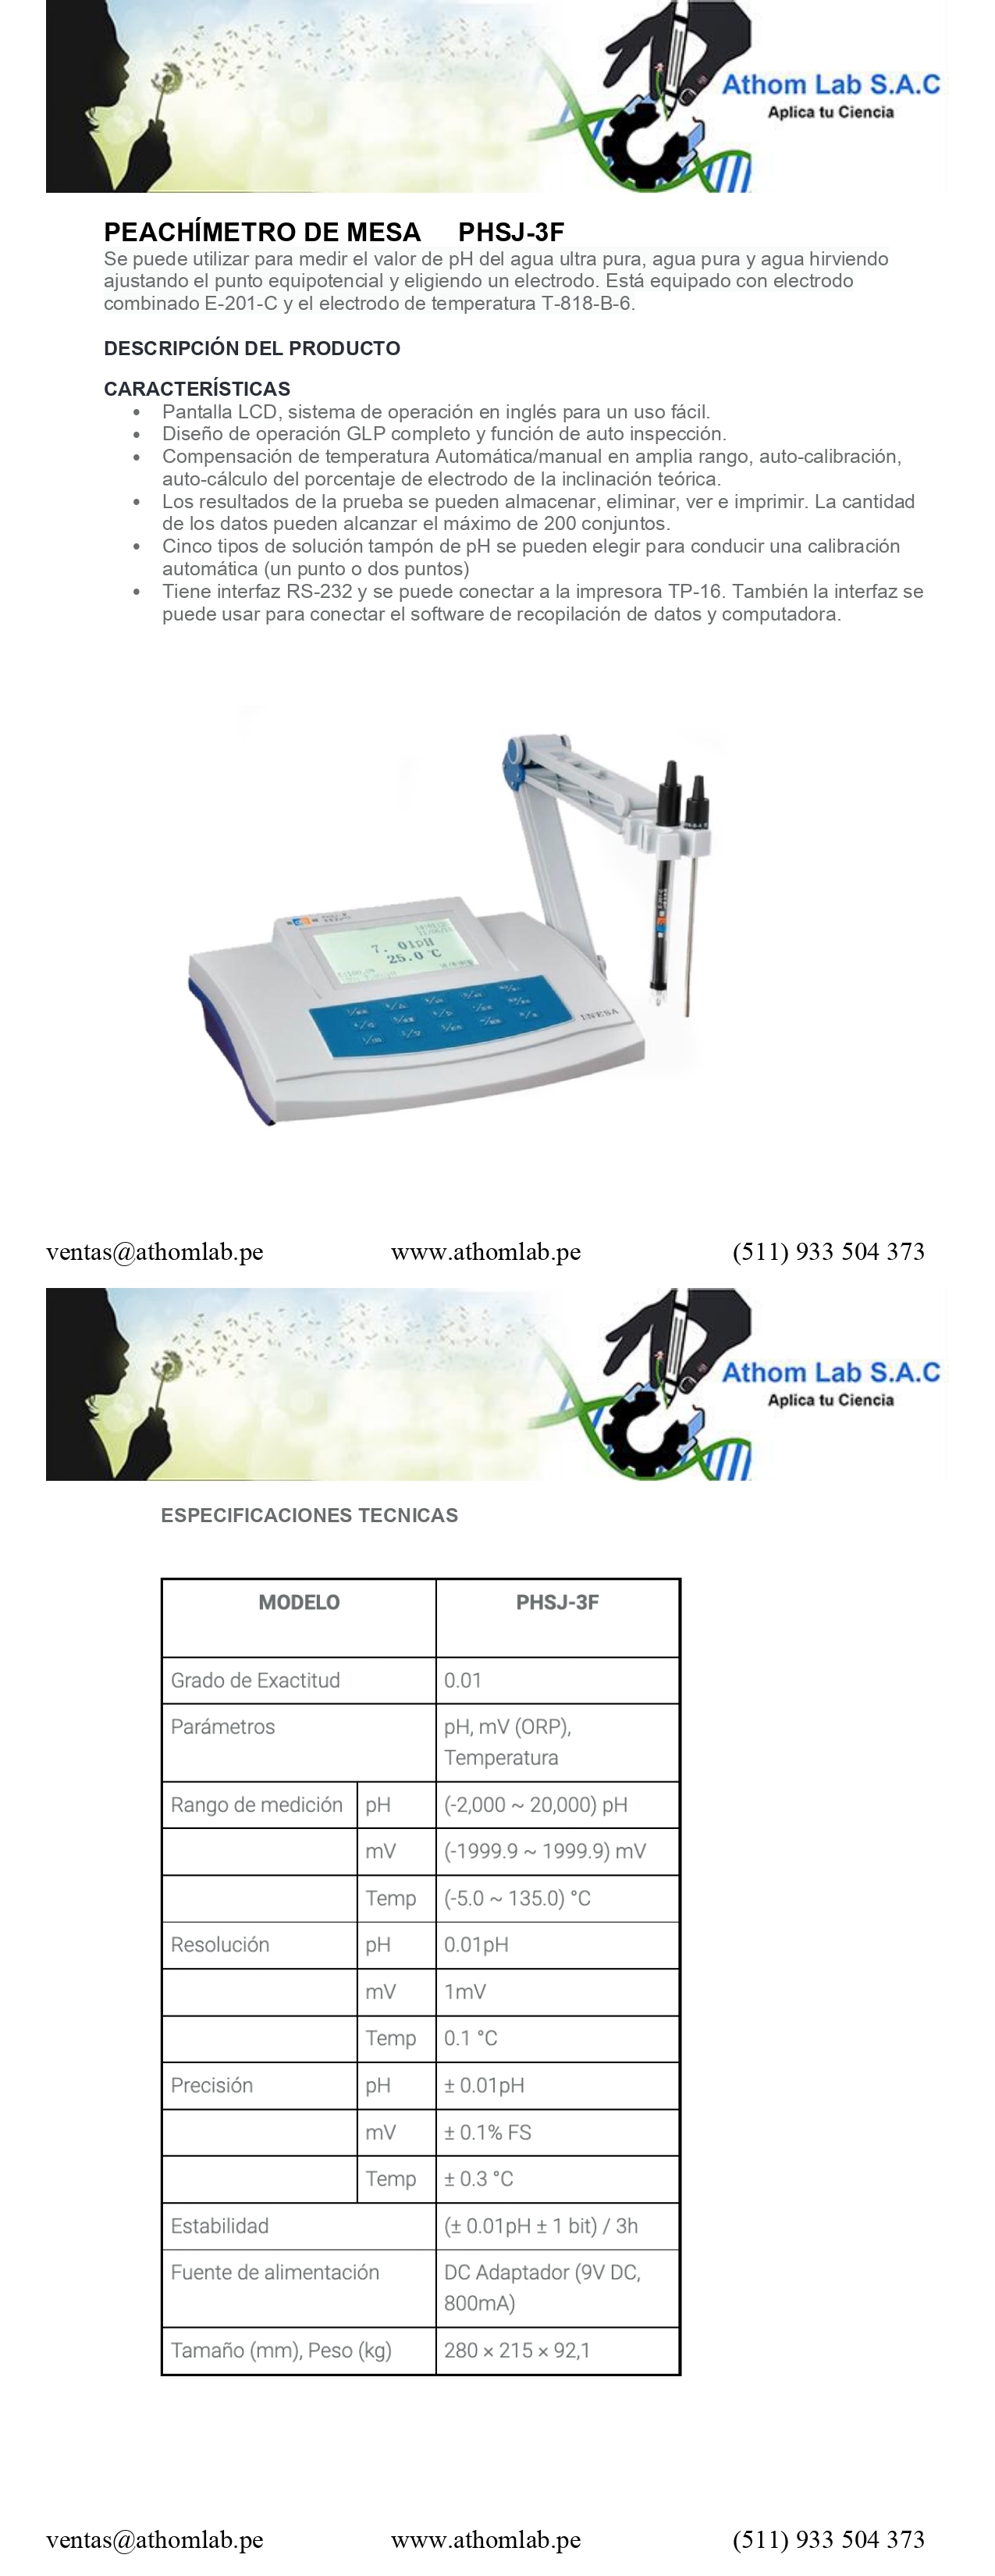 Athom Lab S.A.C
Aplica tu Ciencia
PEACHÍMETRO DE MESA PHSJ-3F
Se puede utilizar para medir el valor de pH del agua ultra pura, agua pura y agua hirviendo
ajustando el punto equipotencial y eligiendo un electrodo. Está equipado con electrodo
combinado E-201-C y el electrodo de temperatura T-818-B-6.
DESCRIPCIÓN DEL PRODUCTO
CARACTERÍSTICAS
• Pantalla LCD, sistema de operación en inglés para un uso fácil.
• Diseño de operación GLP completo y función de auto inspección.
• Compensación de temperatura Automática/manual en amplia rango, auto-calibración,
auto-cálculo del porcentaje de electrodo de la inclinación teórica.
• Los resultados de la prueba se pueden almacenar, eliminar, ver e imprimir. La cantidad
de los datos pueden alcanzar el máximo de 200 conjuntos.
• Cinco tipos de solución tampón de pH se pueden elegir para conducir una calibración
automática (un punto o dos puntos)
• Tiene interfaz RS-232 y se puede conectar a la impresora TP-16. También la interfaz se
puede usar para conectar el software de recopilación de datos y computadora.
7. 01pH
25.0 ℃
INESA
ventas@athomlab.pe www.athomlab.pe (511) 933 504 373
Athom Lab S.A.C
Aplica tu Ciencia
ESPECIFICACIONES TECNICAS
MODELO PHSJ-3F
Grado de Exactitud 0.01
Parámetros pH, mV (ORP),
Temperatura
Rango de medición pH (-2,000 ~ 20,000) pH
mV (-1999.9 ~ 1999.9) mV
Temp (-5.0 ~ 135.0) °C
Resolución pH 0.01pH
mV 1mV
Temp 0.1 °C
Precisión pH ± 0.01pH
mV ± 0.1% FS
Temp ± 0.3 °C
Estabilidad (± 0.01pH ± 1 bit) / 3h
Fuente de alimentación DC Adaptador (9V DC,
800mA)
Tamaño (mm), Peso (kg) 280 × 215 × 92,1
ventas@athomlab.pe www.athomlab.pe (511) 933 504 373